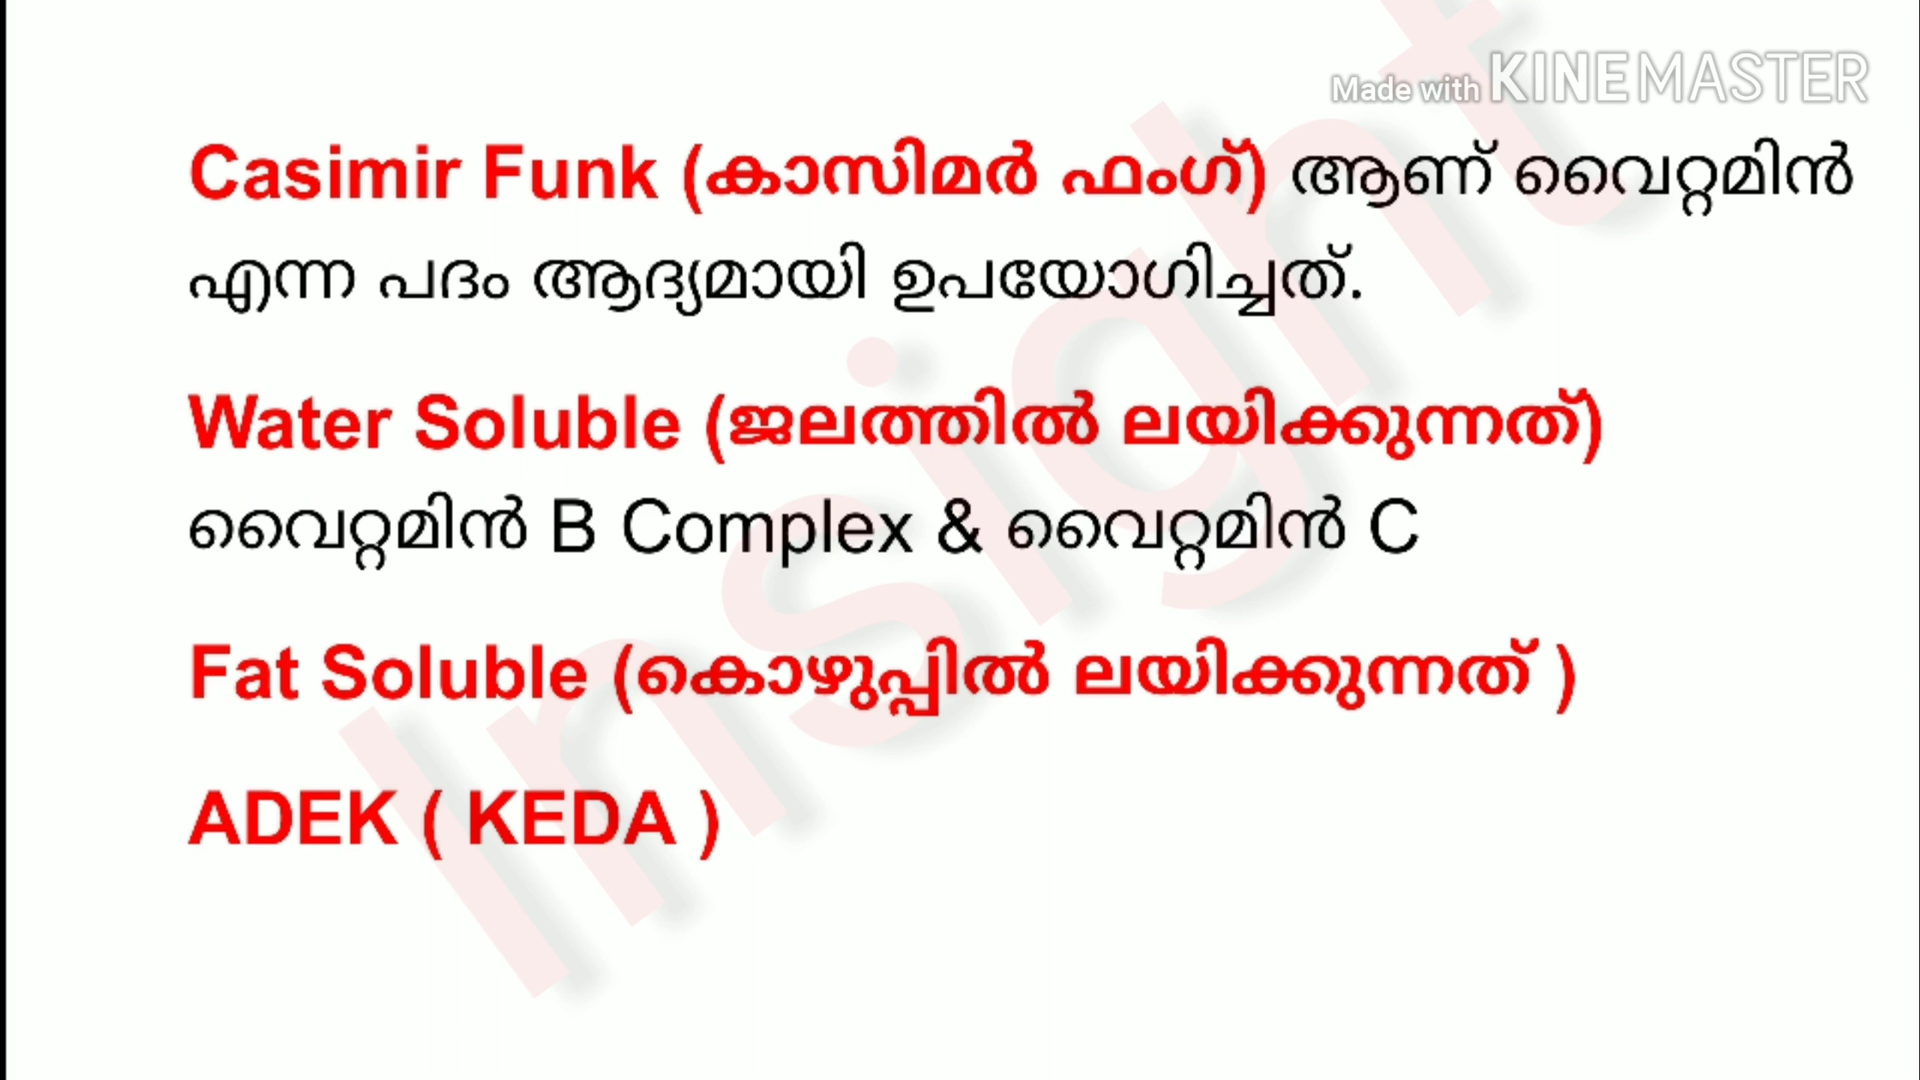 Made with KINEMASTER
Casimir Funk (കാസിമർ ഫംഗ്) ആണ് വൈറ്റമിൻ
എന്ന പദം ആദ്യമായി ഉപയോഗിച്ചത്.
Water Soluble (ജലത്തിൽ ലയിക്കുന്നത്)
വൈറ്റമിൻ B Complex & വൈറ്റമിൻ C
Fat Soluble (കൊഴുപ്പിൽ ലയിക്കുന്നത് )
ADEK ( KEDA )
Insight